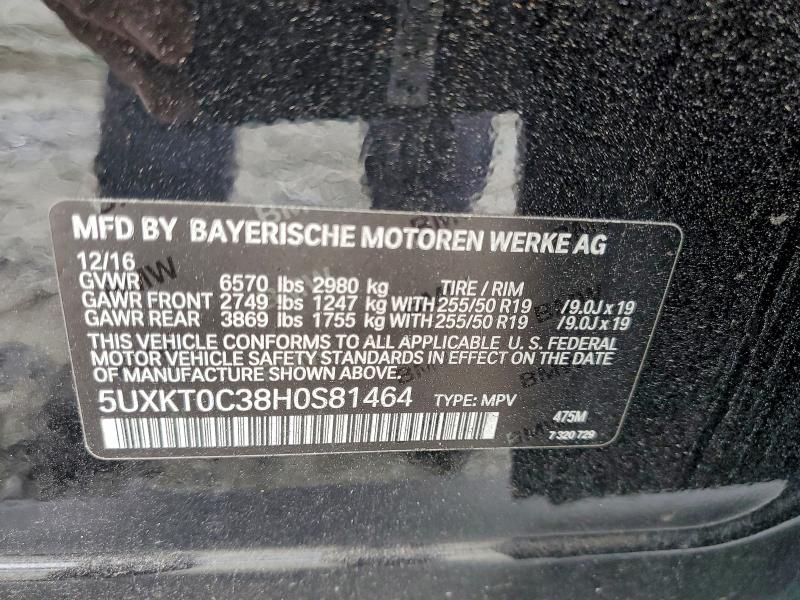 MFD BY BAYERISCHE MOTOREN WERKE AG
12/16
GVWR 6570 lbs 2980 kg TIRE / RIM
GAWR FRONT 2749 lbs 1247 kg WITH 255/50 R19 /9.0J x 19
GAWR REAR 3869 lbs 1755 kg WITH 255/50 R19 /9.0J x 19
THIS VEHICLE CONFORMS TO ALL APPLICABLE U.S. FEDERAL
MOTOR VEHICLE SAFETY STANDARDS IN EFFECT ON THE DATE
OF MANUFACTURE SHOWN ABOVE.
5UXKT0C38H0S81464 TYPE: MPV
475M
7 320 729